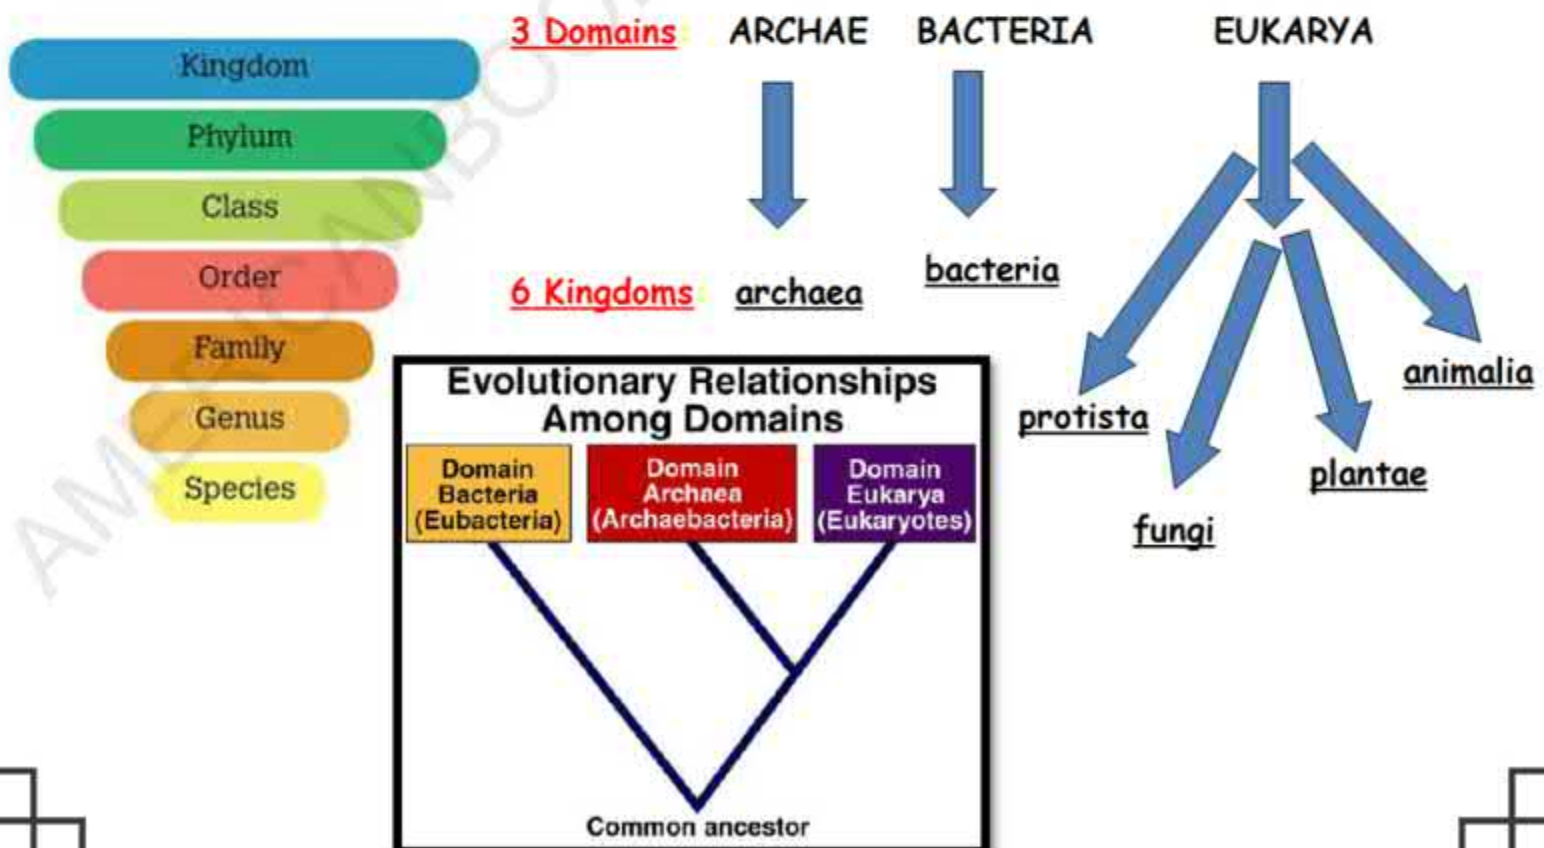 3 Domains: ARCHAE BACTERIA EUKARYA
Kingdom
Phylum
Class
Order
Family
Genus
Species
6 Kingdoms: archaea bacteria
protista
fungi
plantae
animalia
Evolutionary Relationships
Among Domains
Domain
Bacteria
(Eubacteria)
Domain
Archaea
(Archaebacteria)
Domain
Eukarya
(Eukaryotes)
Common ancestor